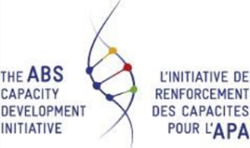 THE ABS
CAPACITY
DEVELOPMENT
INITIATIVE
L'INITIATIVE DE
RENFORCEMENT
DES CAPACITES
POUR L'APA